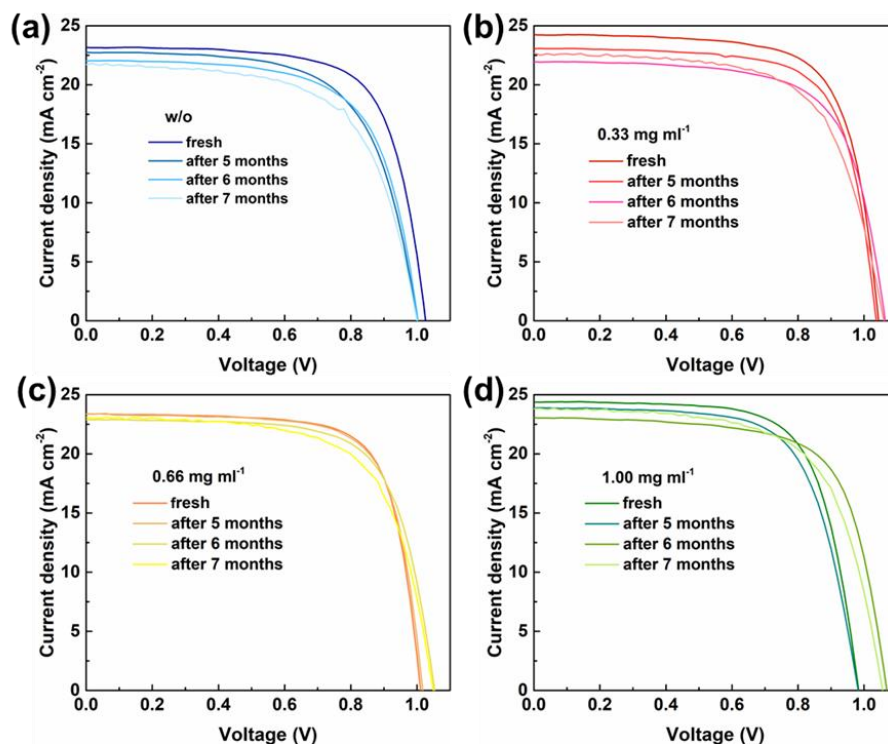 (a)
25
20
15
10
5
0
Current density (mA cm⁻²)
w/o
fresh
after 5 months
after 6 months
after 7 months
0.0 0.2 0.4 0.6 0.8 1.0
Voltage (V)
(b)
25
20
15
10
5
0
Current density (mA cm⁻²)
0.33 mg ml⁻¹
fresh
after 5 months
after 6 months
after 7 months
0.0 0.2 0.4 0.6 0.8 1.0
Voltage (V)
(c)
25
20
15
10
5
0
Current density (mA cm⁻²)
0.66 mg ml⁻¹
fresh
after 5 months
after 6 months
after 7 months
0.0 0.2 0.4 0.6 0.8 1.0
Voltage (V)
(d)
25
20
15
10
5
0
Current density (mA cm⁻²)
1.00 mg ml⁻¹
fresh
after 5 months
after 6 months
after 7 months
0.0 0.2 0.4 0.6 0.8 1.0
Voltage (V)